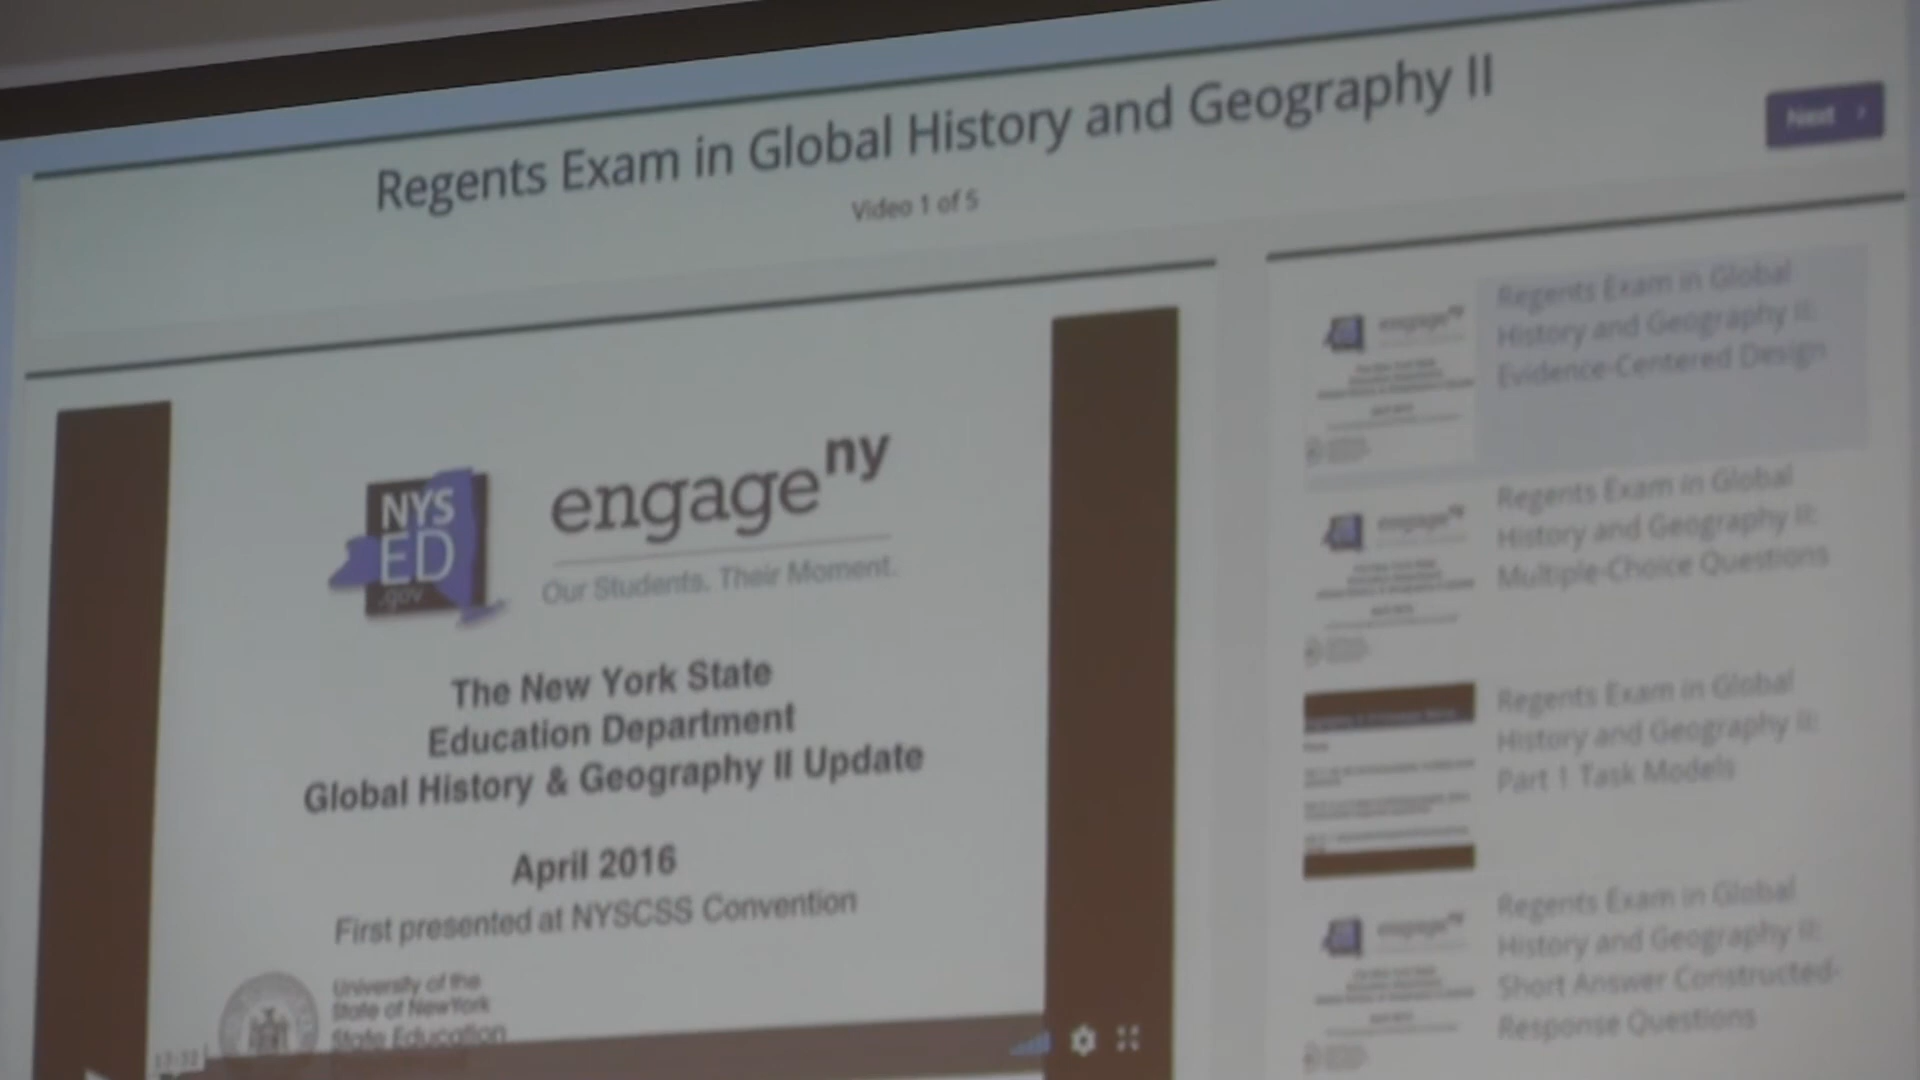 Regents Exam in Global History and Geography II
Video 1 of 5
Next
NYS
ED
.gov
engage ny
Our Students. Their Moment.
The New York State
Education Department
Global History & Geography II Update
April 2016
First presented at NYSCSS Convention
University of the
State of New York
State Education
Regents Exam in Global
History and Geography II:
Evidence-Centered Design
Regents Exam in Global
History and Geography II:
Multiple-Choice Questions
Regents Exam in Global
History and Geography II:
Part 1 Task Models
Regents Exam in Global
History and Geography II:
Short Answer Constructed-
Response Questions